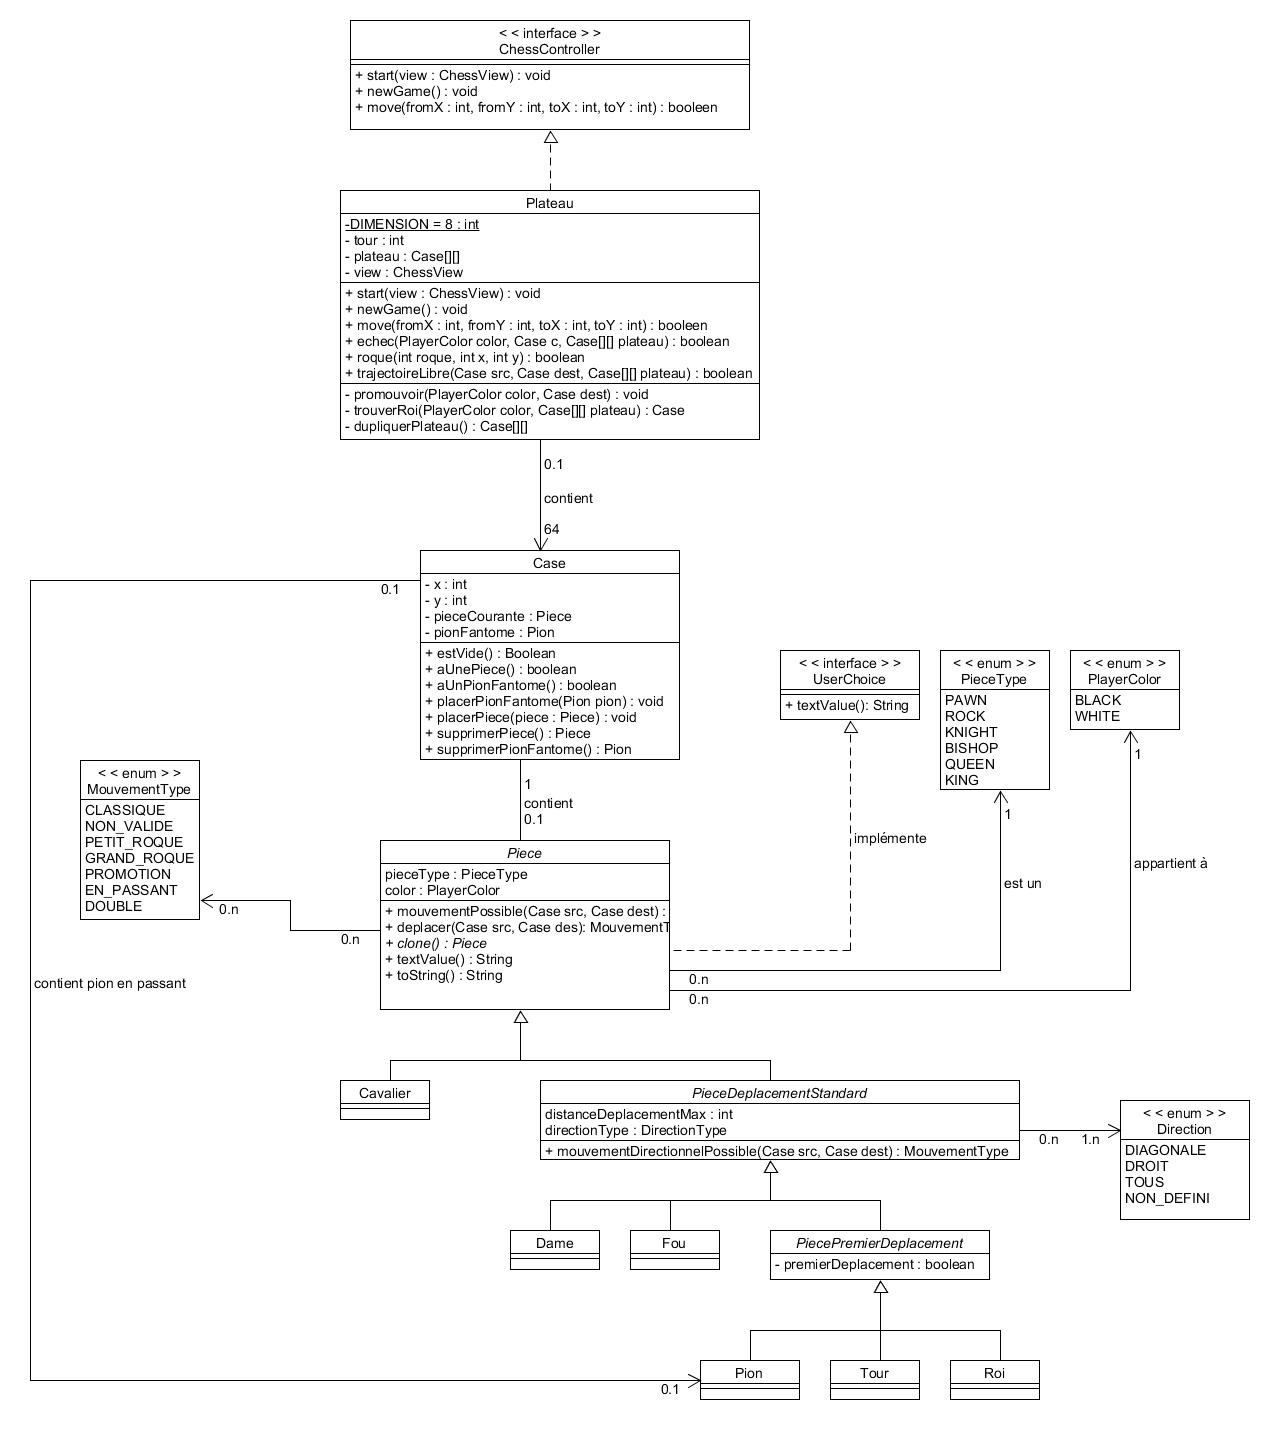 < < interface > >
ChessController
+ start(view : ChessView) : void
+ newGame() : void
+ move(fromX : int, fromY : int, toX : int, toY : int) : booleen
Plateau
-DIMENSION = 8 : int
- tour : int
- plateau : Case[][]
- view : ChessView
+ start(view : ChessView) : void
+ newGame() : void
+ move(fromX : int, fromY : int, toX : int, toY : int) : booleen
+ echec(PlayerColor color, Case c, Case[][] plateau) : boolean
+ roque(int roque, int x, int y) : boolean
+ trajectoireLibre(Case src, Case dest, Case[][] plateau) : boolean
- promouvoir(PlayerColor color, Case dest) : void
- trouverRoi(PlayerColor color, Case[][] plateau) : Case
- dupliquerPlateau() : Case[][]
0.1
contient
64
Case
- x : int
- y : int
- pieceCourante : Piece
- pionFantome : Pion
+ estVide() : Boolean
+ aUnePiece() : boolean
+ aUnPionFantome() : boolean
+ placerPionFantome(Pion pion) : void
+ placerPiece(piece : Piece) : void
+ supprimerPiece() : Piece
+ supprimerPionFantome() : Pion
0.1
< < interface > >
UserChoice
+ textValue(): String
< < enum > >
PieceType
PAWN
ROCK
KNIGHT
BISHOP
QUEEN
KING
< < enum > >
PlayerColor
BLACK
WHITE
1
1
implémente
est un
appartient à
< < enum > >
MouvementType
CLASSIQUE
NON_VALIDE
PETIT_ROQUE
GRAND_ROQUE
PROMOTION
EN_PASSANT
DOUBLE
1
contient
0.1
Piece
pieceType : PieceType
color : PlayerColor
+ mouvementPossible(Case src, Case dest) :
+ deplacer(Case src, Case des): MouvementT
+ clone() : Piece
+ textValue() : String
+ toString() : String
0.n
0.n
0.n
0.n
contient pion en passant
Cavalier
PieceDeplacementStandard
distanceDeplacementMax : int
directionType : DirectionType
+ mouvementDirectionnelPossible(Case src, Case dest) : MouvementType
0.n
1.n
< < enum > >
Direction
DIAGONALE
DROIT
TOUS
NON_DEFINI
Dame
Fou
PiecePremierDeplacement
- premierDeplacement : boolean
Pion
Tour
Roi
0.1